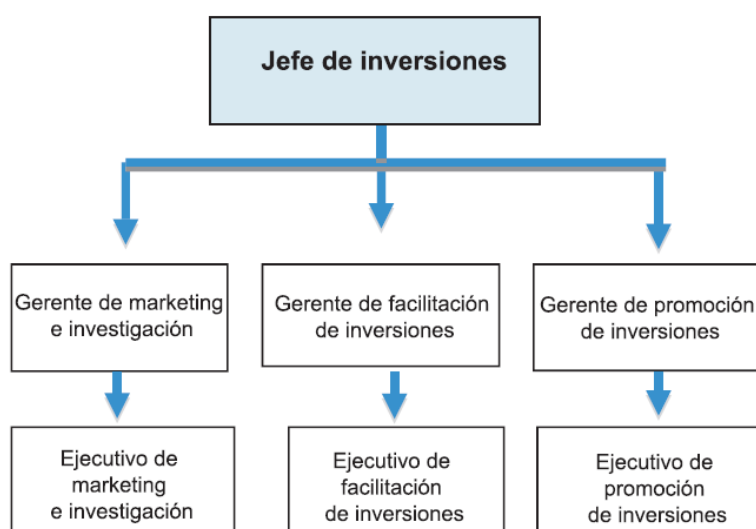 Jefe de inversiones
Gerente de marketing
e investigación
Gerente de facilitación
de inversiones
Gerente de promoción
de inversiones
Ejecutivo de
marketing
e investigación
Ejecutivo de
facilitación
de inversiones
Ejecutivo de
promoción
de inversiones